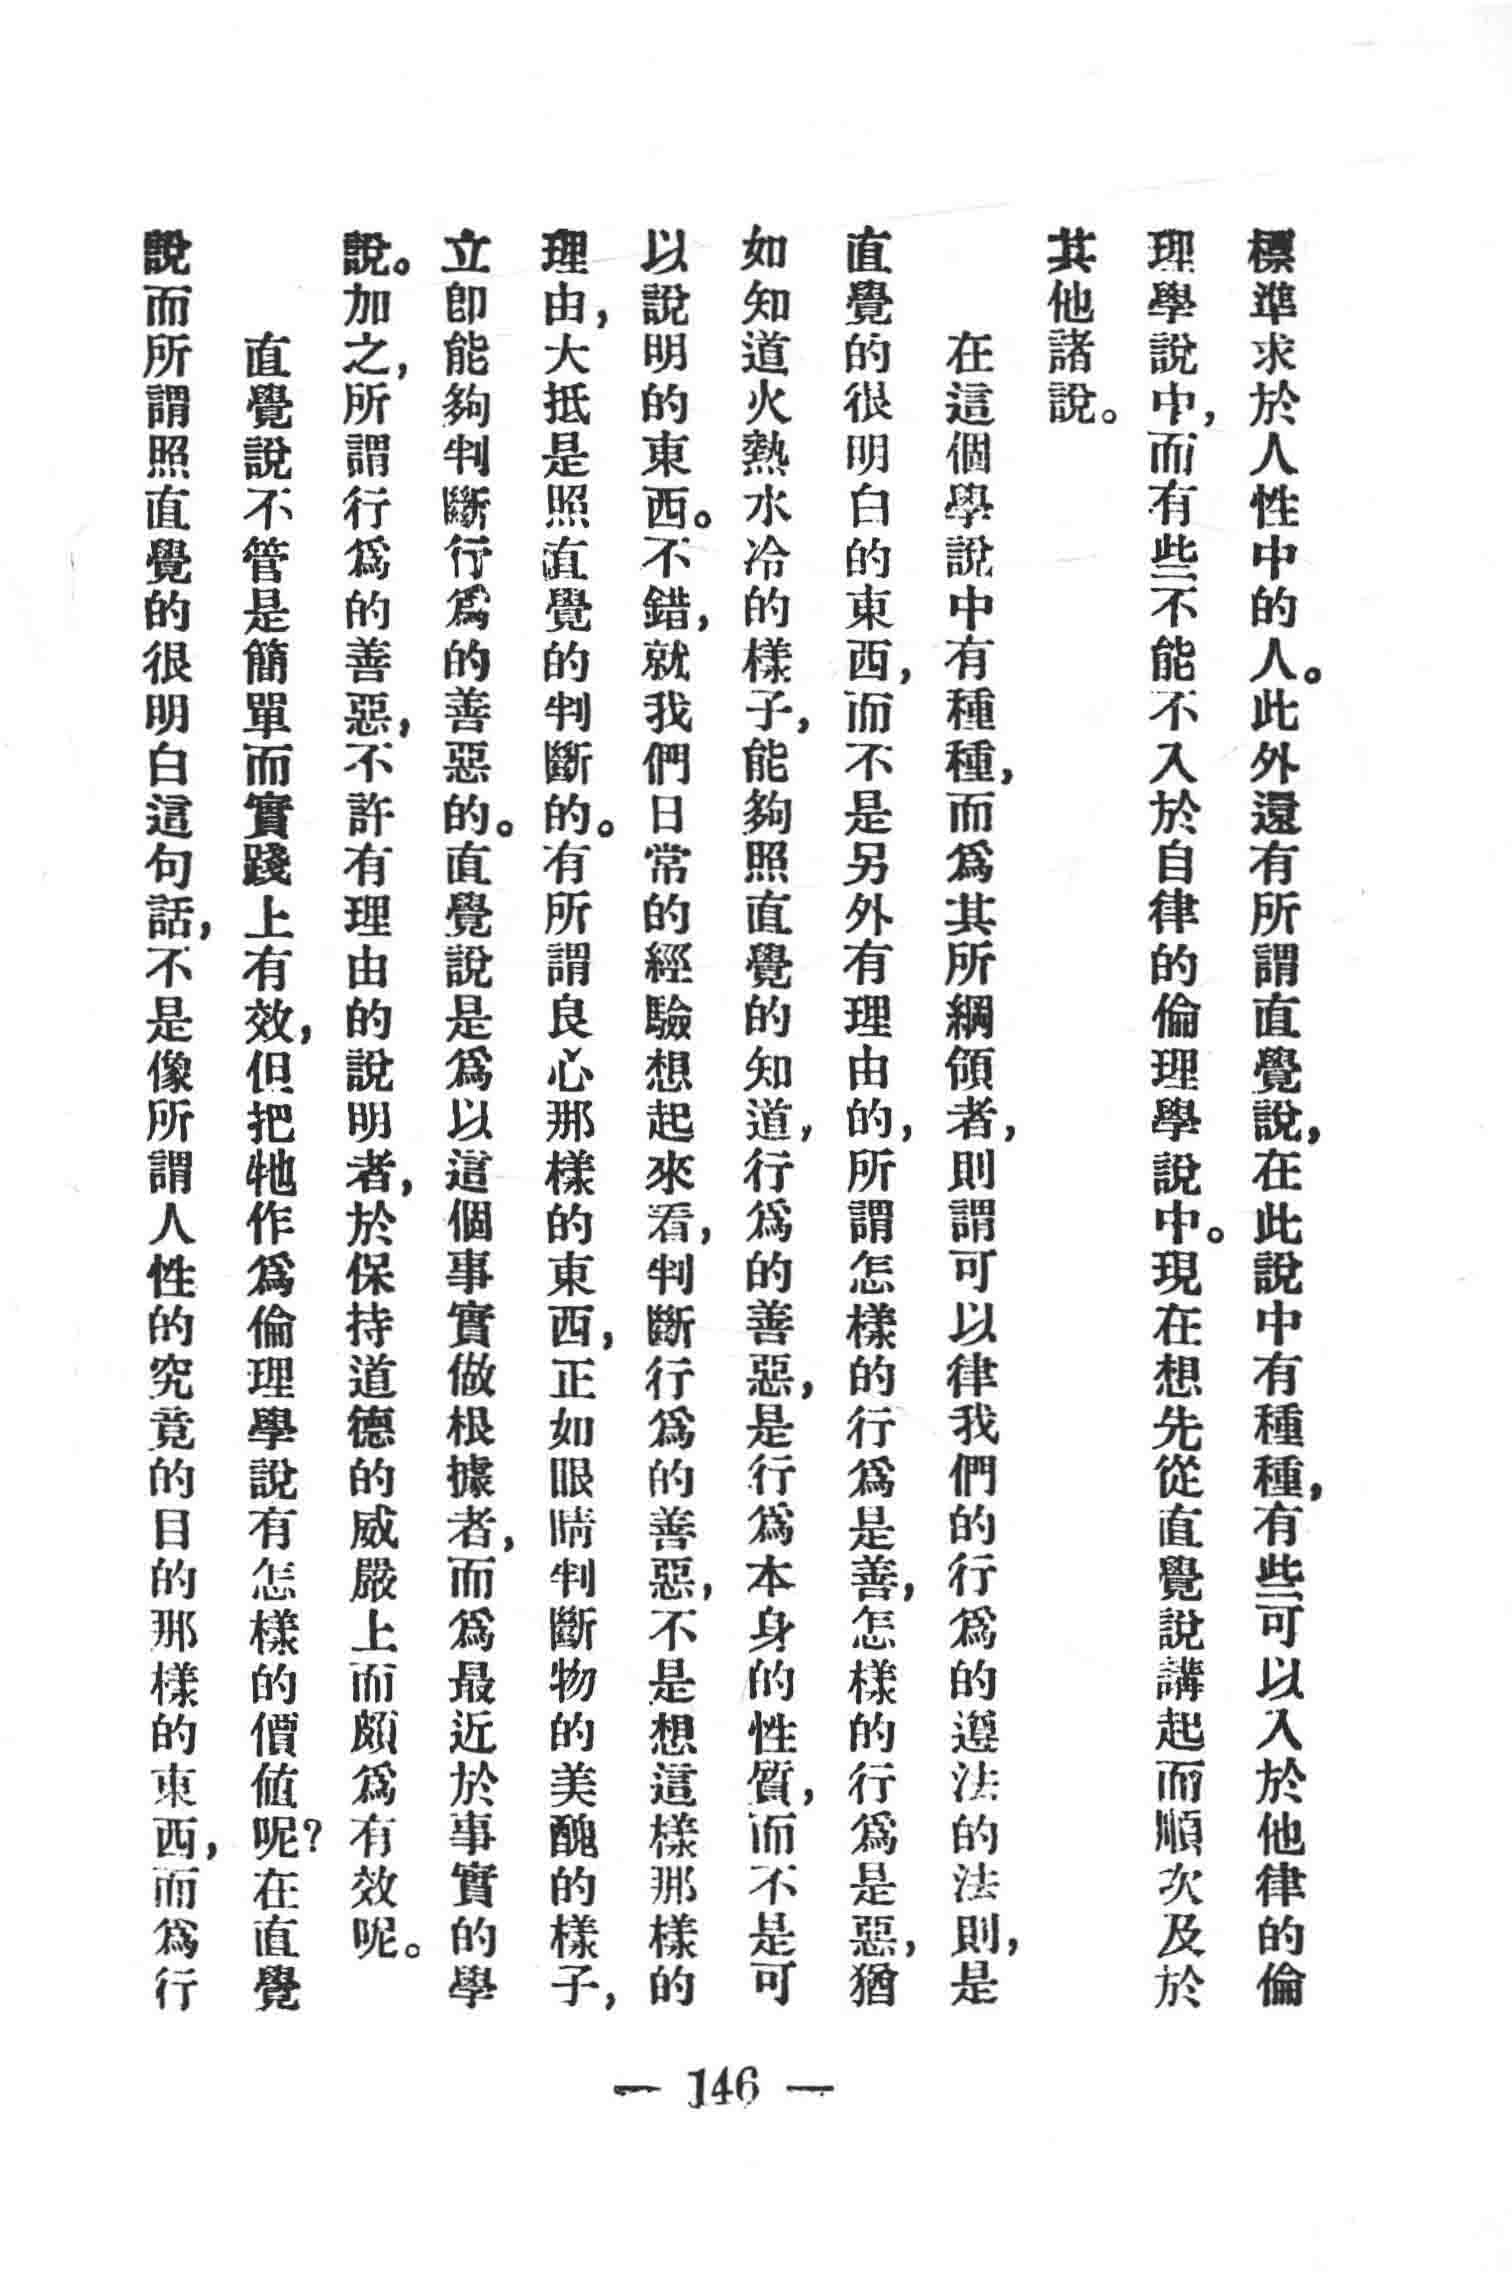 標準求於人性中的人。此外還有所謂直覺說，在此說中有種種，有些可以入於他律的倫
理學說中，而有些不能不入於自律的倫理學說中。現在想先從直覺說講起而順次及於
其他諸說。
在這個學說中有種種，而爲其所綱領者，則謂可以律我們的行爲的遵法的法則，是
直覺的很明白的東西，而不是另外有理由的，所謂怎樣的行爲是善，怎樣的行爲是惡，猶
如知道火熱水冷的樣子，能夠照直覺的知道，行爲的善惡，是行爲本身的性質，而不是可
以說明的東西。不錯，就我們日常的經驗想起來看，判斷行爲的善惡，不是想這樣那樣的
理由，大抵是照直覺的判斷的。有所謂良心那樣的東西，正如眼睛判斷物的美醜的樣子，
立卽能夠判斷行爲的善惡的。直覺說是爲以這個事實做根據者，而爲最近於事實的學
說。加之，所謂行爲的善惡，不許有理由的說明者，於保持道德的威嚴上而頗爲有效呢。
直覺說不管是簡單而實踐上有效，但把牠作爲倫理學說有怎樣的價値呢？在直覺
說而所謂照直覺的很明白這句話，不是像所謂人性的究竟的目的那樣的東西，而爲行
— 146 —